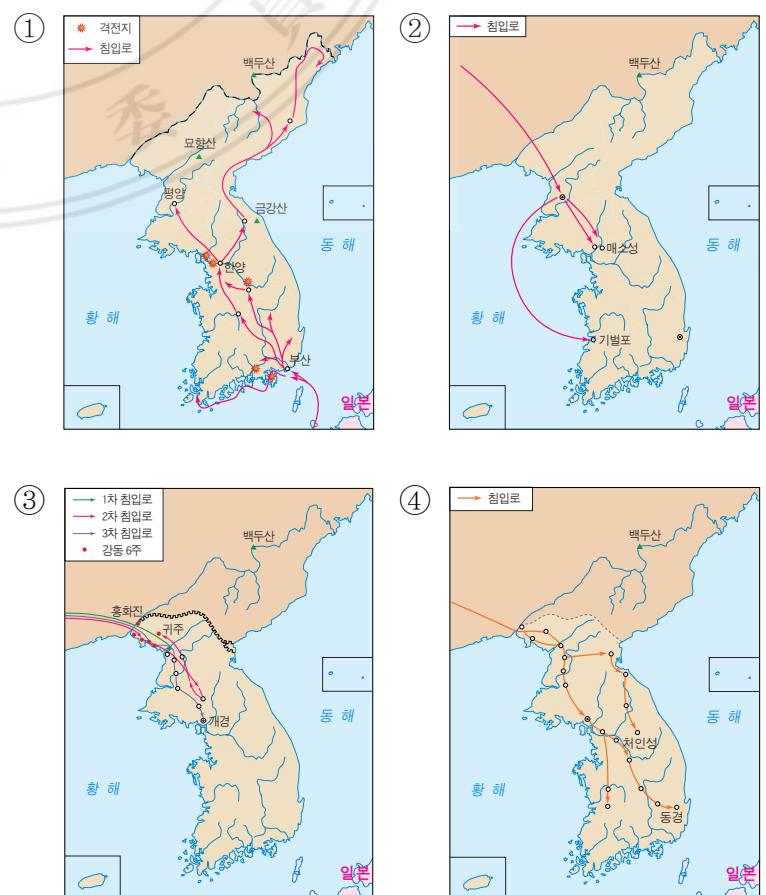 ①
격전지
침입로
백두산
묘향산
평양
금강산
동 해
한양
황 해
부산
일본
②
침입로
백두산
매소성
동 해
황 해
기벌포
일본
③
1차 침입로
2차 침입로
3차 침입로
강동 6주
백두산
흥화진
귀주
개경
동 해
황 해
일본
④
침입로
백두산
동 해
처인성
황 해
동경
일본
委
員